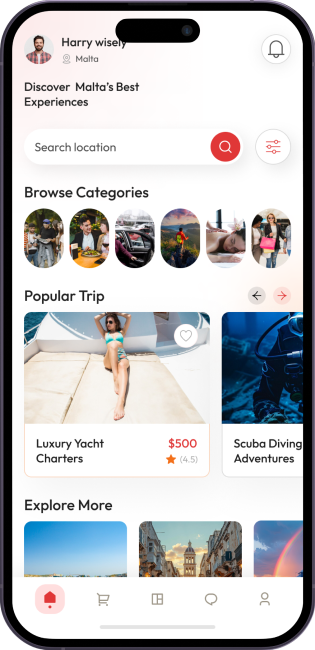 Harry wisely
Malta
Discover Malta's Best
Experiences
Search location
Browse Categories
Popular Trip
Luxury Yacht
Charters
$500
(4.5)
Scuba Diving
Adventures
Explore More